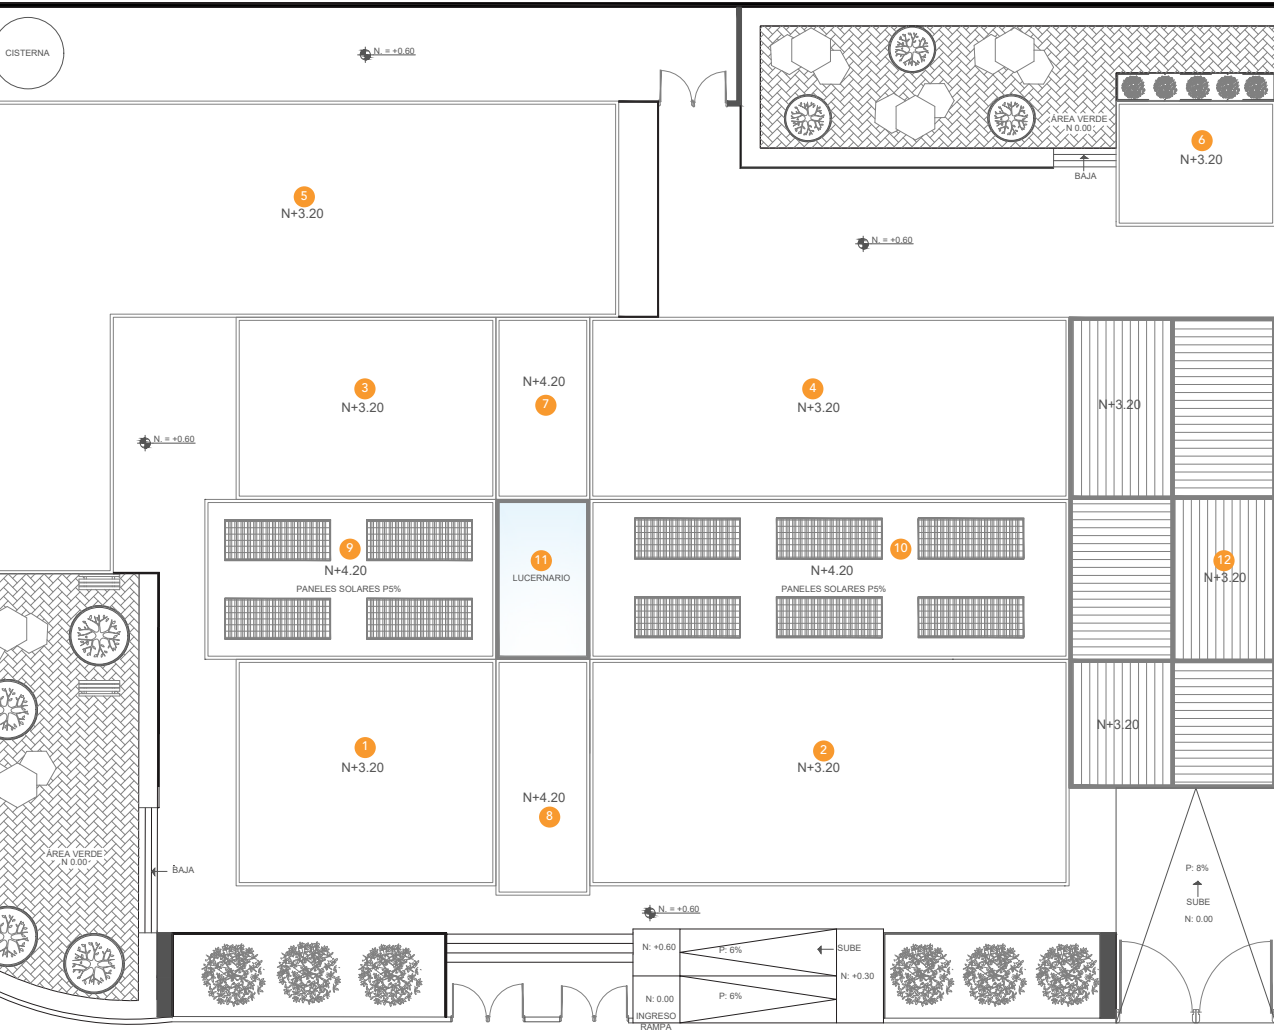 CISTERNA
N. = +0.60
ÁREA VERDE
N 0.00
BAJA
6
N+3.20
5
N+3.20
N. = +0.60
3
N+3.20
N+4.20
7
4
N+3.20
N+3.20
N. = +0.60
9
N+4.20
PANELES SOLARES P5%
11
LUCERNARIO
10
N+4.20
PANELES SOLARES P5%
12
N+3.20
1
N+3.20
N+4.20
8
2
N+3.20
N+3.20
ÁREA VERDE
N 0.00
BAJA
P: 8%
SUBE
N: 0.00
N. = +0.60
N: +0.60
P: 6%
SUBE
N: +0.30
N: 0.00
INGRESO
RAMPA
P: 6%